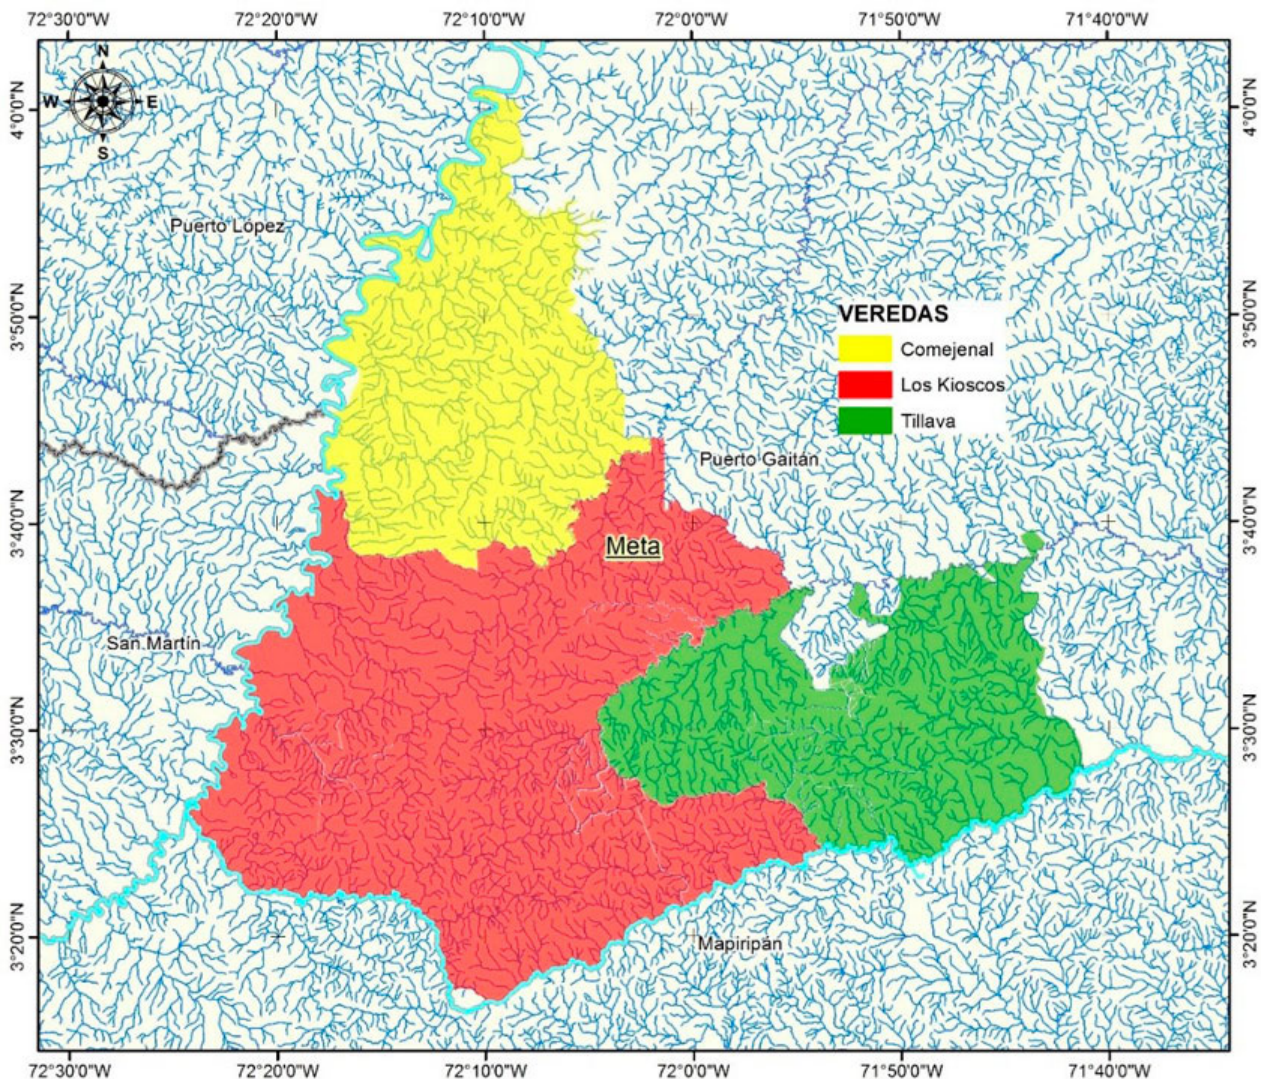 72°30'0"W 72°20'0"W 72°10'0"W 72°0'0"W 71°50'0"W 71°40'0"W
N
W E
S
4°0'0"N 4°0'0"N
Puerto López
VEREDAS
3°50'0"N 3°50'0"N
Comejenal
Los Kioscos
Tillava
Puerto Gaitán
3°40'0"N 3°40'0"N
Meta
San Martín
3°30'0"N 3°30'0"N
3°20'0"N 3°20'0"N
Mapiripán
72°30'0"W 72°20'0"W 72°10'0"W 72°0'0"W 71°50'0"W 71°40'0"W